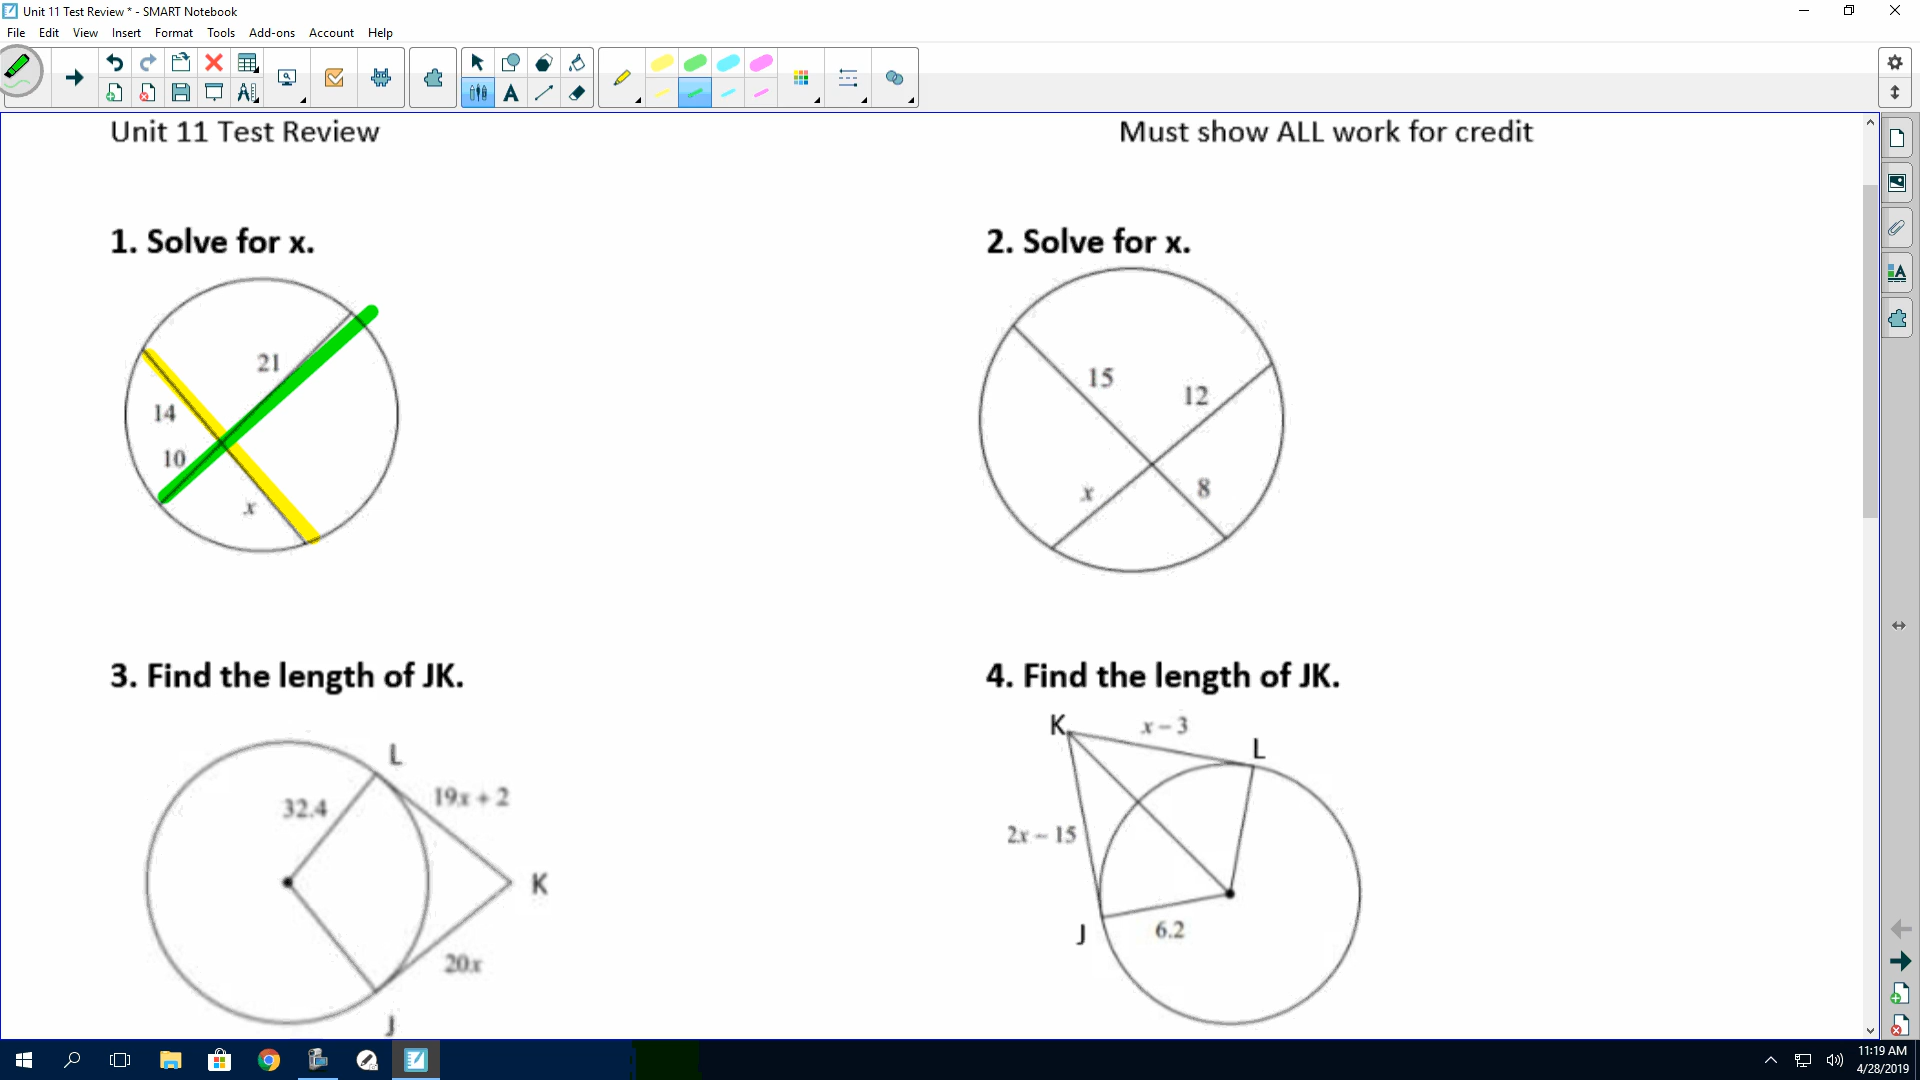 Unit 11 Test Review * - SMART Notebook
File Edit View Insert Format Tools Add-ons Account Help
Unit 11 Test Review
Must show ALL work for credit
1. Solve for x.
21
14
10
x
2. Solve for x.
15
12
x
8
3. Find the length of JK.
L
32.4
19x + 2
K
20x
J
4. Find the length of JK.
K
x – 3
L
2x – 15
J
6.2
11:19 AM
4/28/2019